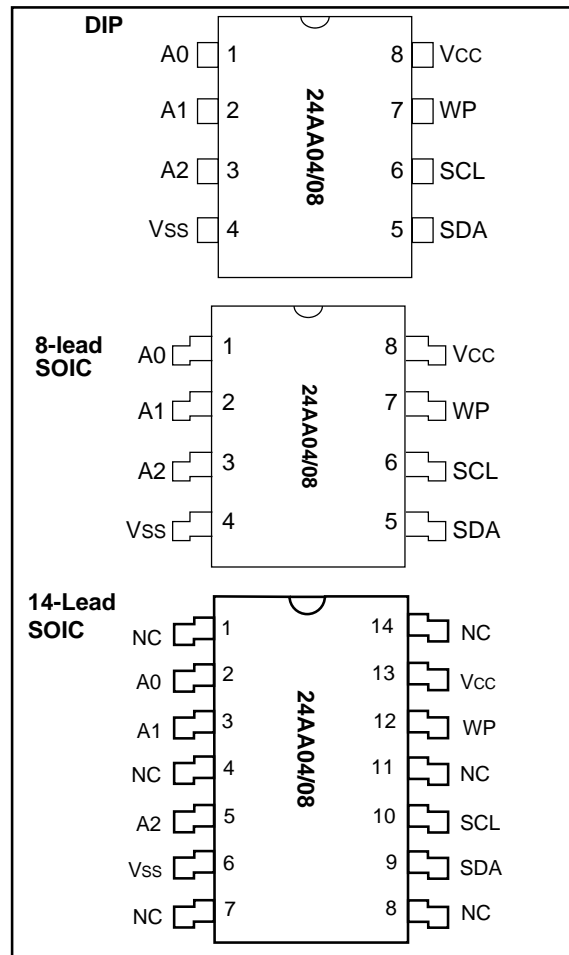 DIP
A0 1 8 VCC
A1 2 7 WP
A2 3 6 SCL
VSS 4 5 SDA
24AA04/08
8-lead
SOIC
A0 1 8 VCC
A1 2 7 WP
A2 3 6 SCL
VSS 4 5 SDA
24AA04/08
14-Lead
SOIC
NC 1 14 NC
A0 2 13 VCC
A1 3 12 WP
NC 4 11 NC
A2 5 10 SCL
VSS 6 9 SDA
NC 7 8 NC
24AA04/08